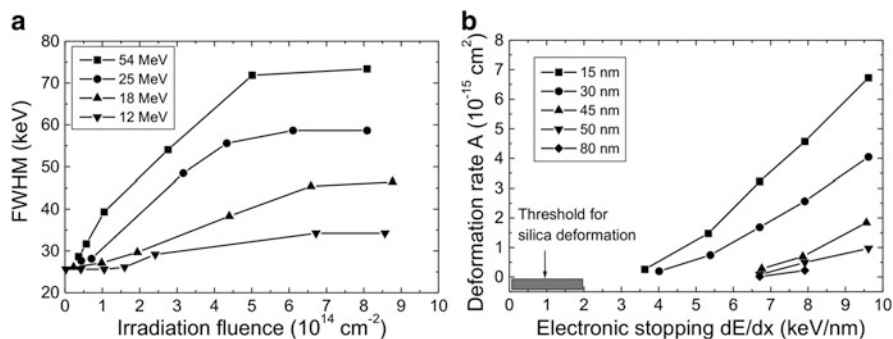 a
80
70
60
50
40
30
20
FWHM (keV)
54 MeV
25 MeV
18 MeV
12 MeV
0 1 2 3 4 5 6 7 8 9
Irradiation fluence (10^14 cm^-2)
b
8
7
6
5
4
3
2
1
0
Deformation rate A (10^-15 cm^2)
15 nm
30 nm
45 nm
50 nm
80 nm
Threshold for
silica deformation
0 1 2 3 4 5 6 7 8 9 10
Electronic stopping dE/dx (keV/nm)